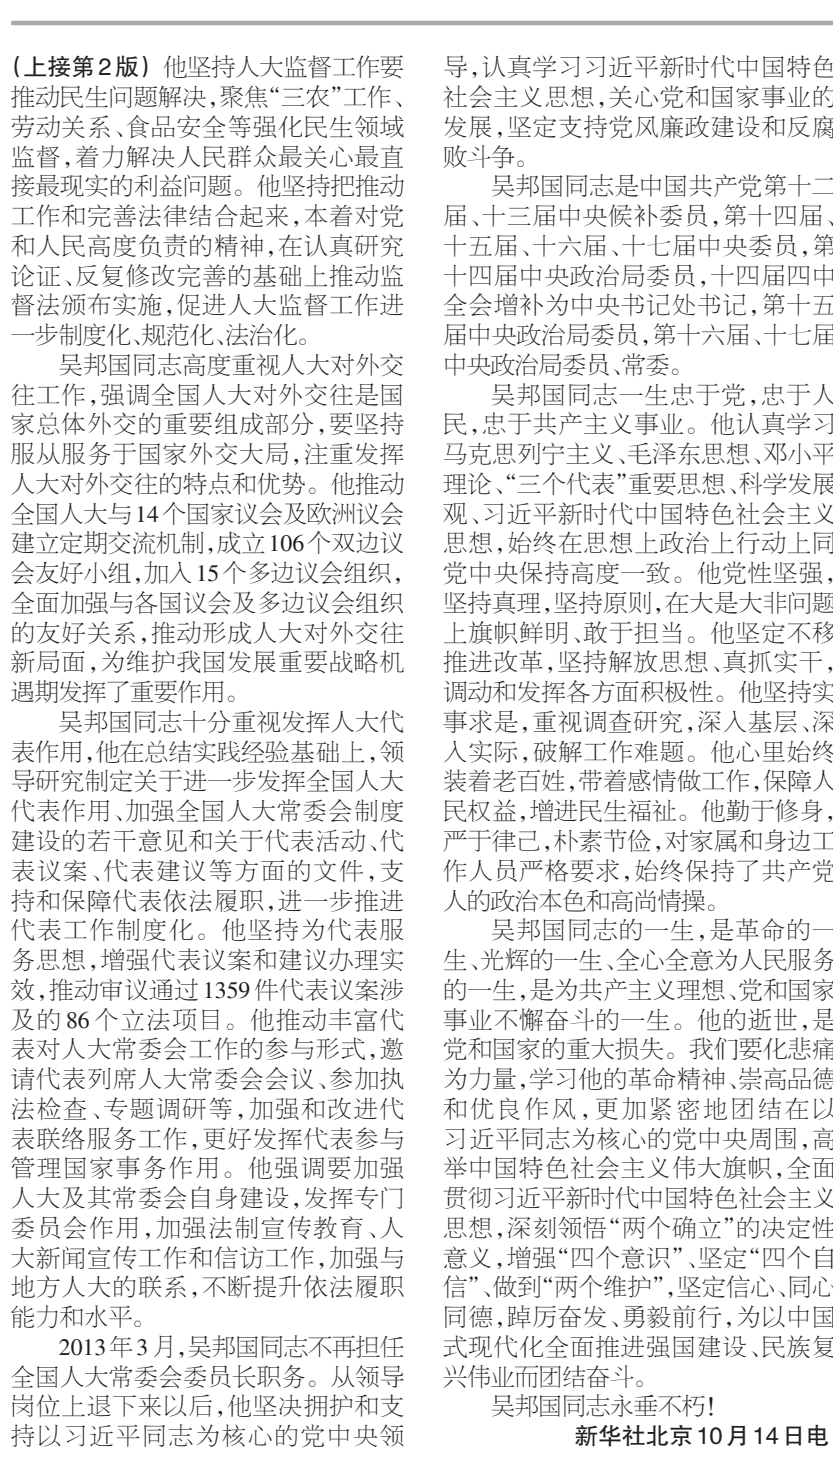 （上接第2版）他坚持人大监督工作要
推动民生问题解决，聚焦“三农”工作、
劳动关系、食品安全等强化民生领域
监督，着力解决人民群众最关心最直
接最现实的利益问题。他坚持把推动
工作和完善法律结合起来，本着对党
和人民高度负责的精神，在认真研究
论证、反复修改完善的基础上推动监
督法颁布实施，促进人大监督工作进
一步制度化、规范化、法治化。
吴邦国同志高度重视人大对外交
往工作，强调全国人大对外交往是国
家总体外交的重要组成部分，要坚持
服从服务于国家外交大局，注重发挥
人大对外交往的特点和优势。他推动
全国人大与14个国家议会及欧洲议会
建立定期交流机制，成立106个双边议
会友好小组，加入15个多边议会组织，
全面加强与各国议会及多边议会组织
的友好关系，推动形成人大对外交往
新局面，为维护我国发展重要战略机
遇期发挥了重要作用。
吴邦国同志十分重视发挥人大代
表作用，他在总结实践经验基础上，领
导研究制定关于进一步发挥全国人大
代表作用、加强全国人大常委会制度
建设的若干意见和关于代表活动、代
表议案、代表建议等方面的文件，支
持和保障代表依法履职，进一步推进
代表工作制度化。他坚持为代表服
务思想，增强代表议案和建议办理实
效，推动审议通过1359件代表议案涉
及的86个立法项目。他推动丰富代
表对人大常委会工作的参与形式，邀
请代表列席人大常委会会议、参加执
法检查、专题调研等，加强和改进代
表联络服务工作，更好发挥代表参与
管理国家事务作用。他强调要加强
人大及其常委会自身建设，发挥专门
委员会作用，加强法制宣传教育、人
大新闻宣传工作和信访工作，加强与
地方人大的联系，不断提升依法履职
能力和水平。
2013年3月，吴邦国同志不再担任
全国人大常委会委员长职务。从领导
岗位上退下来以后，他坚决拥护和支
持以习近平同志为核心的党中央领
导，认真学习习近平新时代中国特色
社会主义思想，关心党和国家事业的
发展，坚定支持党风廉政建设和反腐
败斗争。
吴邦国同志是中国共产党第十二
届、十三届中央候补委员，第十四届、
十五届、十六届、十七届中央委员，第
十四届中央政治局委员，十四届四中
全会增补为中央书记处书记，第十五
届中央政治局委员，第十六届、十七届
中央政治局委员、常委。
吴邦国同志一生忠于党，忠于人
民，忠于共产主义事业。他认真学习
马克思列宁主义、毛泽东思想、邓小平
理论、“三个代表”重要思想、科学发展
观、习近平新时代中国特色社会主义
思想，始终在思想上政治上行动上同
党中央保持高度一致。他党性坚强，
坚持真理，坚持原则，在大是大非问题
上旗帜鲜明、敢于担当。他坚定不移
推进改革，坚持解放思想、真抓实干，
调动和发挥各方面积极性。他坚持实
事求是，重视调查研究，深入基层、深
入实际，破解工作难题。他心里始终
装着老百姓，带着感情做工作，保障人
民权益，增进民生福祉。他勤于修身，
严于律己，朴素节俭，对家属和身边工
作人员严格要求，始终保持了共产党
人的政治本色和高尚情操。
吴邦国同志的一生，是革命的一
生、光辉的一生、全心全意为人民服务
的一生，是为共产主义理想、党和国家
事业不懈奋斗的一生。他的逝世，是
党和国家的重大损失。我们要化悲痛
为力量，学习他的革命精神、崇高品德
和优良作风，更加紧密地团结在以
习近平同志为核心的党中央周围，高
举中国特色社会主义伟大旗帜，全面
贯彻习近平新时代中国特色社会主义
思想，深刻领悟“两个确立”的决定性
意义，增强“四个意识”、坚定“四个自
信”、做到“两个维护”，坚定信心、同心
同德，踔厉奋发、勇毅前行，为以中国
式现代化全面推进强国建设、民族复
兴伟业而团结奋斗。
吴邦国同志永垂不朽！
新华社北京10月14日电